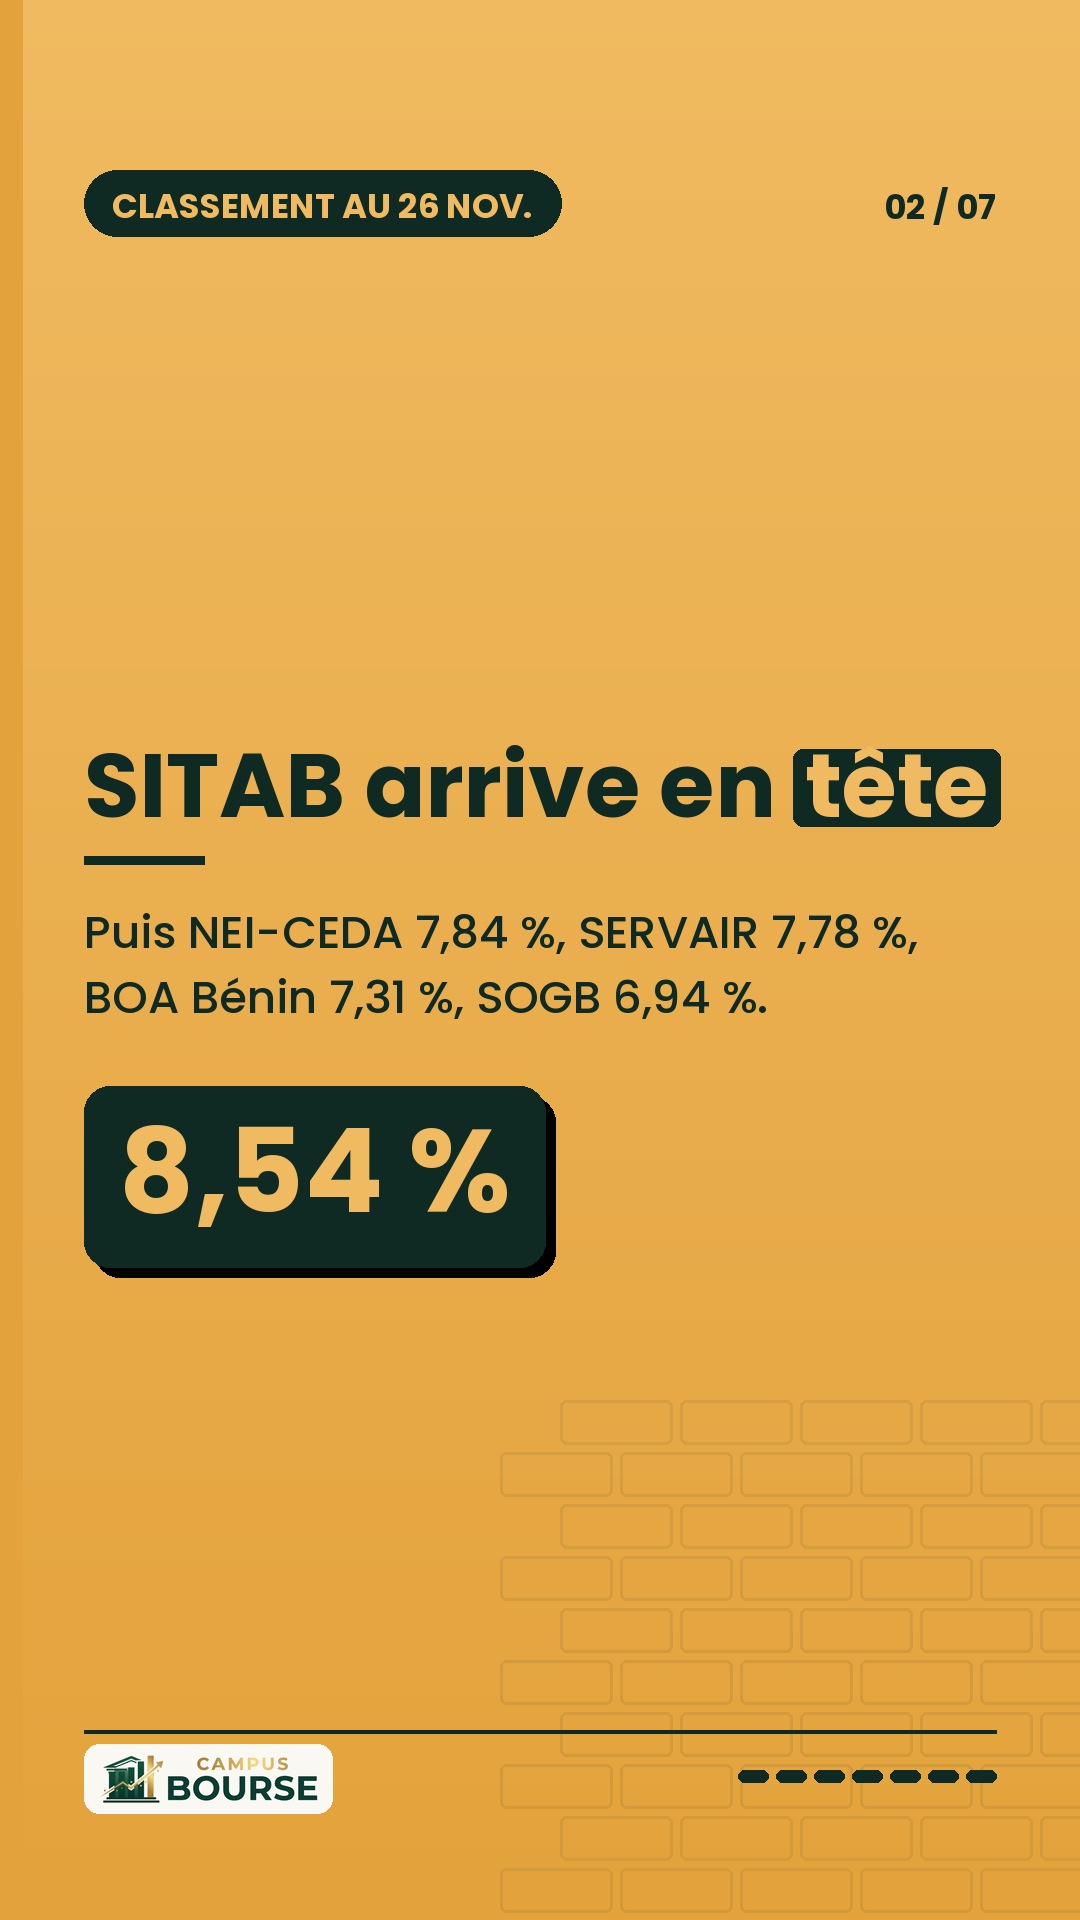 CLASSEMENT AU 26 NOV.
02 / 07
SITAB arrive en tête
Puis NEI-CEDA 7,84 %, SERVAIR 7,78 %,
BOA Bénin 7,31 %, SOGB 6,94 %.
8,54 %
CAMPUS
BOURSE